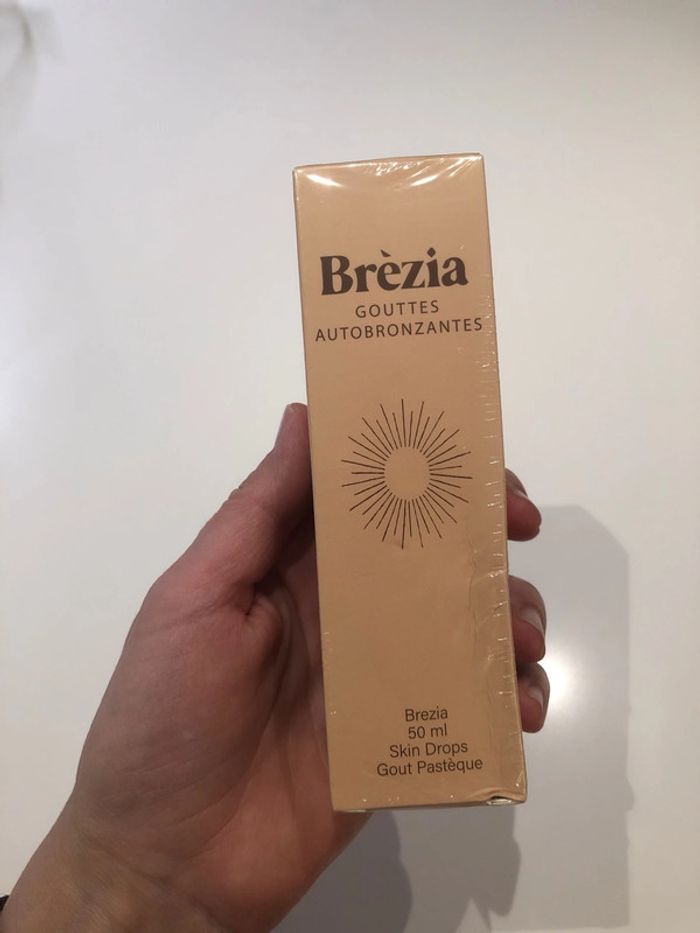 Brèzia
GOUTTES
AUTOBRONZANTES
Brezia
50 ml
Skin Drops
Gout Pastèque